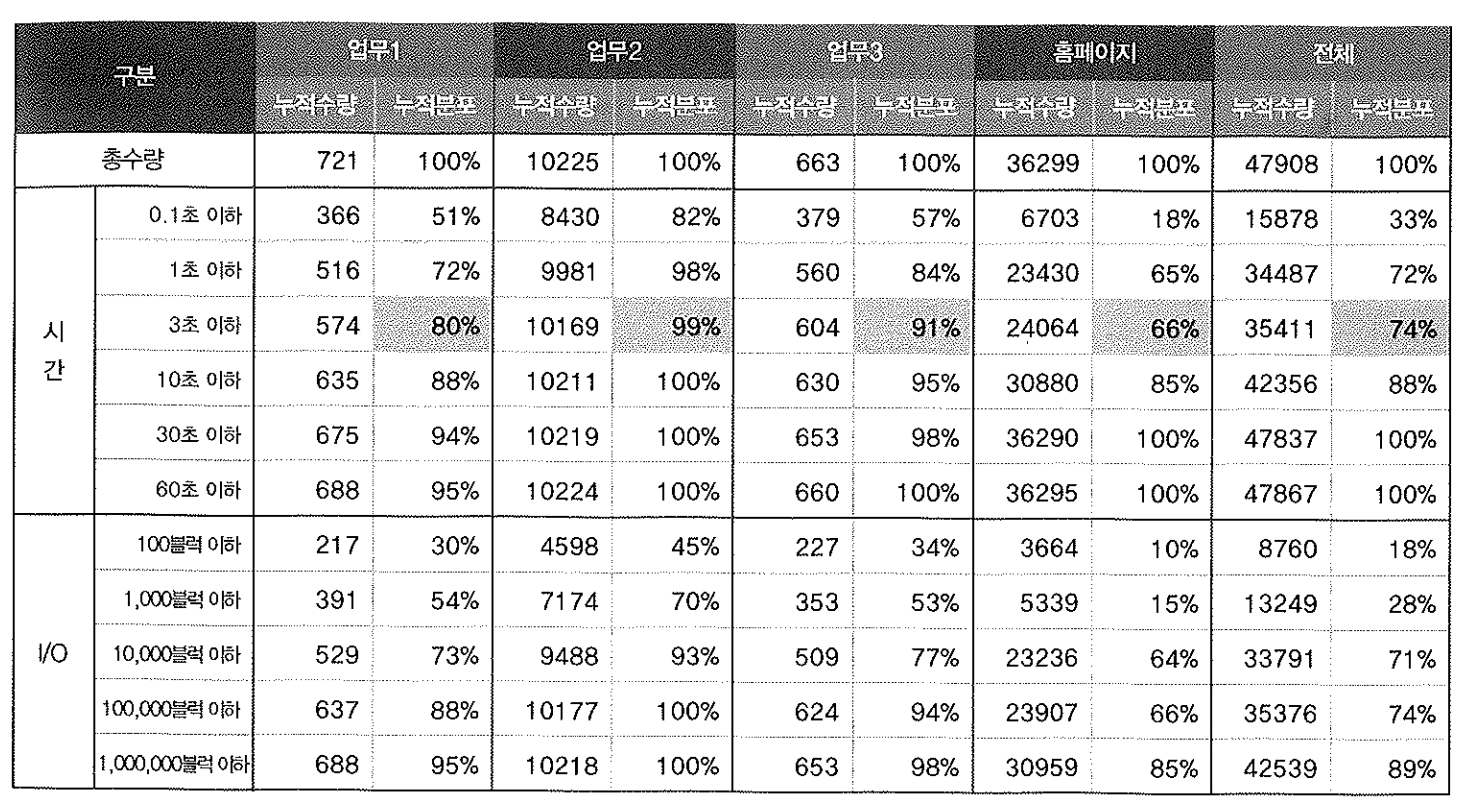 구분 업무1 업무2 업무3 홈페이지 전체
누적수량 누적분포 누적수량 누적분포 누적수량 누적분포 누적수량 누적분포 누적수량 누적분포
총수량 721 100% 10225 100% 663 100% 36299 100% 47908 100%
시간
0.1초 이하 366 51% 8430 82% 379 57% 6703 18% 15878 33%
1초 이하 516 72% 9981 98% 560 84% 23430 65% 34487 72%
3초 이하 574 80% 10169 99% 604 91% 24064 66% 35411 74%
10초 이하 635 88% 10211 100% 630 95% 30880 85% 42356 88%
30초 이하 675 94% 10219 100% 653 98% 36290 100% 47837 100%
60초 이하 688 95% 10224 100% 660 100% 36295 100% 47867 100%
I/O
100블럭 이하 217 30% 4598 45% 227 34% 3664 10% 8760 18%
1,000블럭 이하 391 54% 7174 70% 353 53% 5339 15% 13249 28%
10,000블럭 이하 529 73% 9488 93% 509 77% 23236 64% 33791 71%
100,000블럭 이하 637 88% 10177 100% 624 94% 23907 66% 35376 74%
1,000,000블럭 이하 688 95% 10218 100% 653 98% 30959 85% 42539 89%